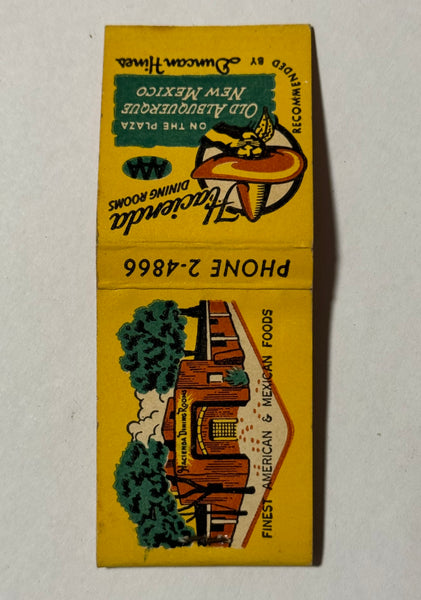 Hacienda
DINING ROOMS
AAA
ON THE PLAZA
OLD ALBUQUERQUE
NEW MEXICO
RECOMMENDED BY Duncan Hines
PHONE 2-4866
HACIENDA DINING ROOMS
FINEST AMERICAN & MEXICAN FOODS